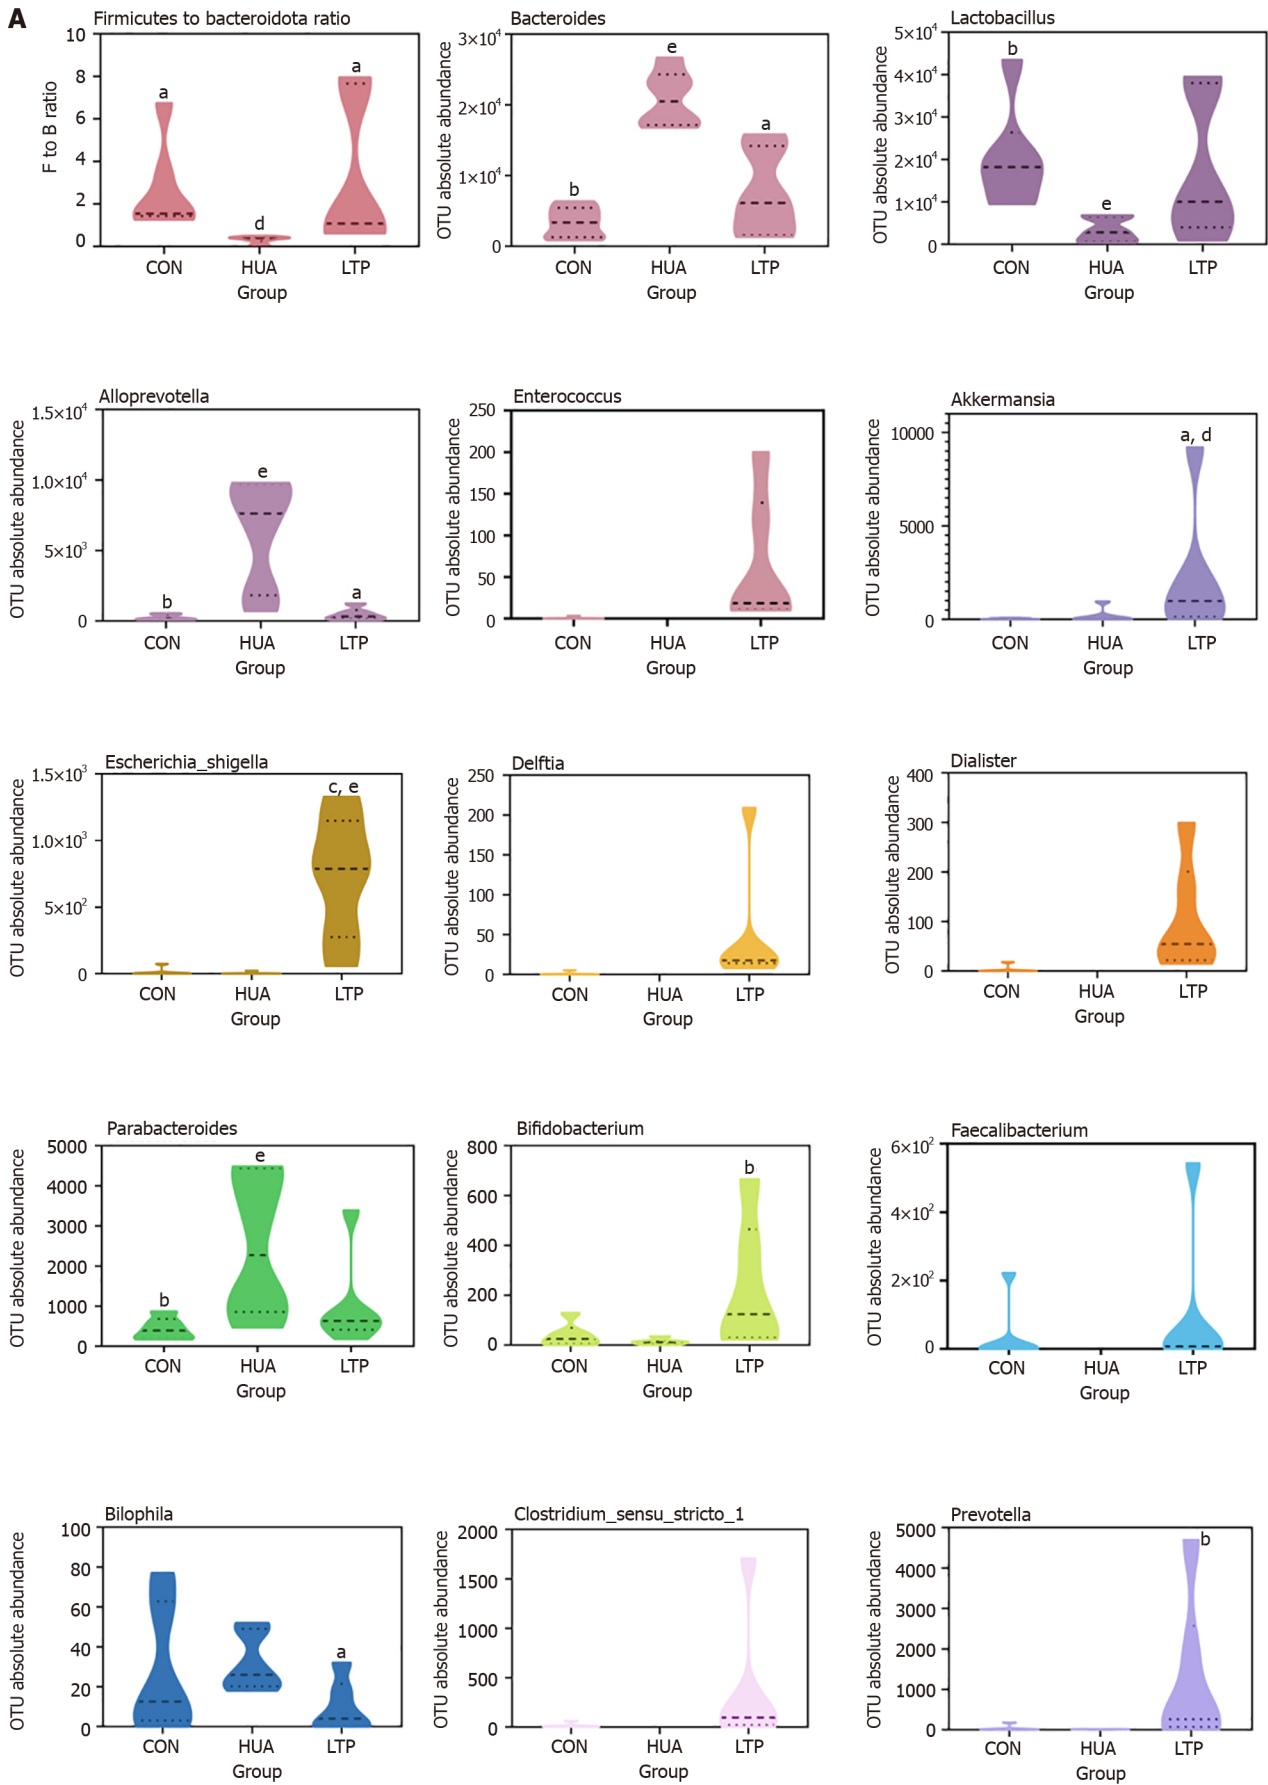 A
Firmicutes to bacteroidota ratio
F to B ratio
10
8
6
4
2
0
a
d
a
CON HUA LTP
Group
Bacteroides
OTU absolute abundance
3×10⁴
2×10⁴
1×10⁴
0
b
e
a
CON HUA LTP
Group
Lactobacillus
OTU absolute abundance
5×10⁴
4×10⁴
3×10⁴
2×10⁴
1×10⁴
0
b
e
CON HUA LTP
Group
Alloprevotella
OTU absolute abundance
1.5×10⁴
1.0×10⁴
5×10³
0
b
e
a
CON HUA LTP
Group
Enterococcus
OTU absolute abundance
250
200
150
100
50
0
CON HUA LTP
Group
Akkermansia
OTU absolute abundance
10000
5000
0
a, d
CON HUA LTP
Group
Escherichia_shigella
OTU absolute abundance
1.5×10³
1.0×10³
5×10²
0
c, e
CON HUA LTP
Group
Delftia
OTU absolute abundance
250
200
150
100
50
0
CON HUA LTP
Group
Dialister
OTU absolute abundance
400
300
200
100
0
CON HUA LTP
Group
Parabacteroides
OTU absolute abundance
5000
4000
3000
2000
1000
0
b
e
CON HUA LTP
Group
Bifidobacterium
OTU absolute abundance
800
600
400
200
0
b
CON HUA LTP
Group
Faecalibacterium
OTU absolute abundance
6×10²
4×10²
2×10²
0
CON HUA LTP
Group
Bilophila
OTU absolute abundance
100
80
60
40
20
0
a
CON HUA LTP
Group
Clostridium_sensu_stricto_1
OTU absolute abundance
2000
1500
1000
500
0
CON HUA LTP
Group
Prevotella
OTU absolute abundance
5000
4000
3000
2000
1000
0
b
CON HUA LTP
Group